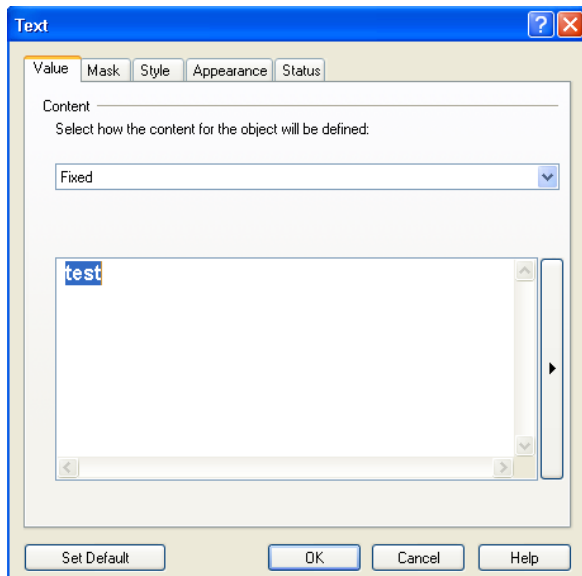 Text
Value Mask Style Appearance Status
Content
Select how the content for the object will be defined:
Fixed
test
Set Default OK Cancel Help